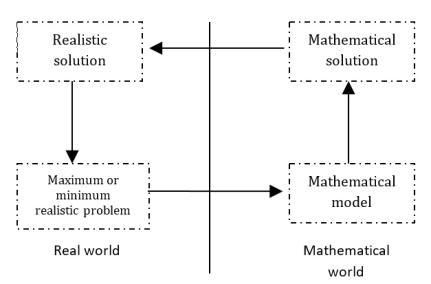 Realistic
solution
Mathematical
solution
Maximum or
minimum
realistic problem
Mathematical
model
Real world
Mathematical
world